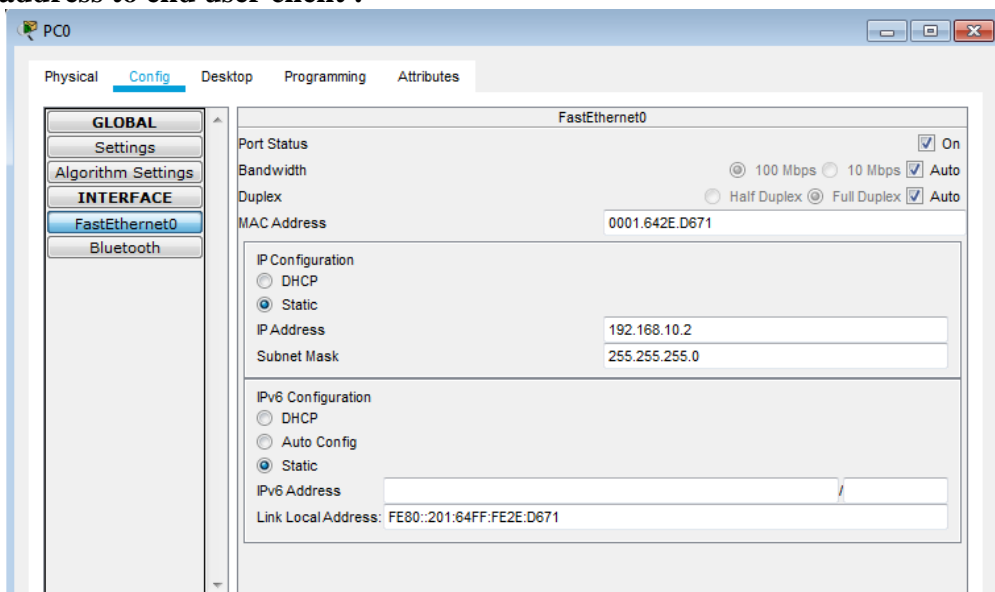 address to end user client .
PC0
Physical Config Desktop Programming Attributes
GLOBAL
Settings
Algorithm Settings
INTERFACE
FastEthernet0
Bluetooth
FastEthernet0
Port Status On
Bandwidth 100 Mbps 10 Mbps Auto
Duplex Half Duplex Full Duplex Auto
MAC Address 0001.642E.D671
IP Configuration
DHCP
Static
IP Address 192.168.10.2
Subnet Mask 255.255.255.0
IPv6 Configuration
DHCP
Auto Config
Static
IPv6 Address /
Link Local Address: FE80::201:64FF:FE2E:D671